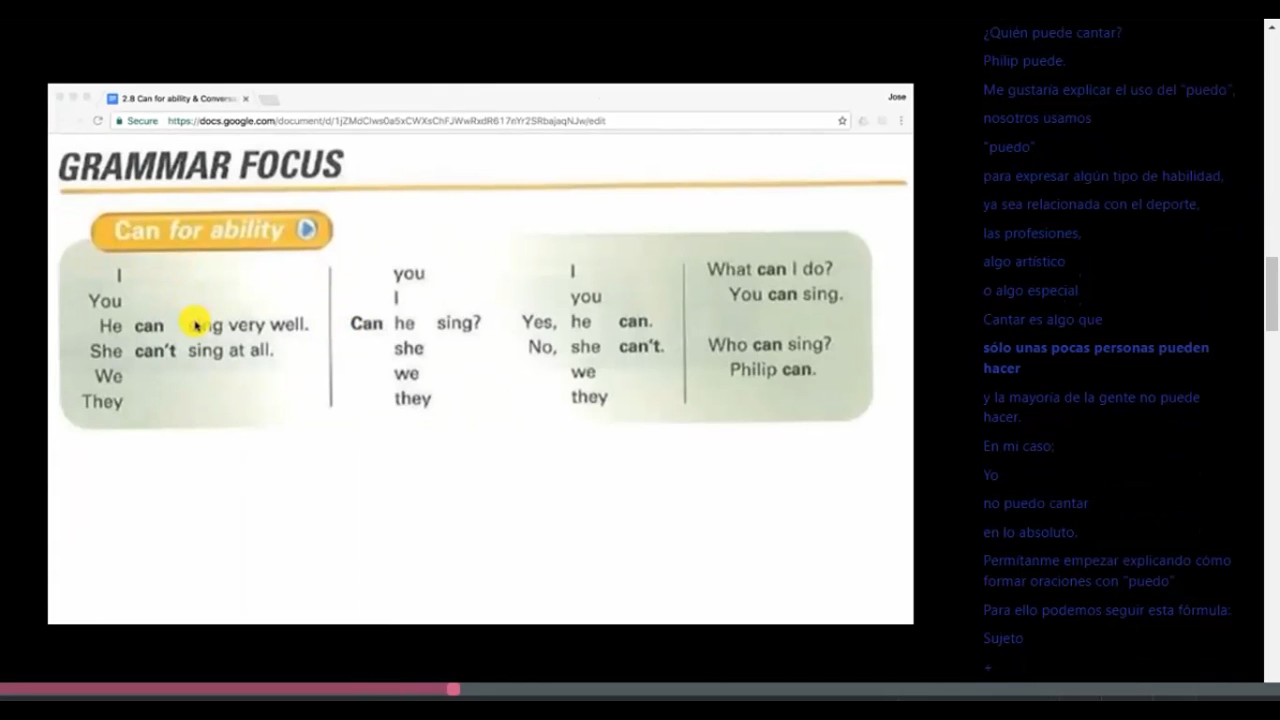 2.8 Can for ability & Conversa
Jose
Secure
https://docs.google.com/document/d/1jZMdClws0a5xCWXsChFJWwRxdR617nYr2SRbajaqNJw/edit
GRAMMAR FOCUS
Can for ability
I
You
He can ng very well.
She can't sing at all.
We
They
you
I
Can he sing?
she
we
they
I
you
Yes, he can.
No, she can't.
we
they
What can I do?
You can sing.
Who can sing?
Philip can.
¿Quién puede cantar?
Philip puede.
Me gustaría explicar el uso del "puedo",
nosotros usamos
"puedo"
para expresar algún tipo de habilidad,
ya sea relacionada con el deporte,
las profesiones,
algo artístico
o algo especial
Cantar es algo que
sólo unas pocas personas pueden
hacer
y la mayoría de la gente no puede
hacer.
En mi caso;
Yo
no puedo cantar
en lo absoluto.
Permítanme empezar explicando cómo
formar oraciones con "puedo"
Para ello podemos seguir esta fórmula:
Sujeto
+